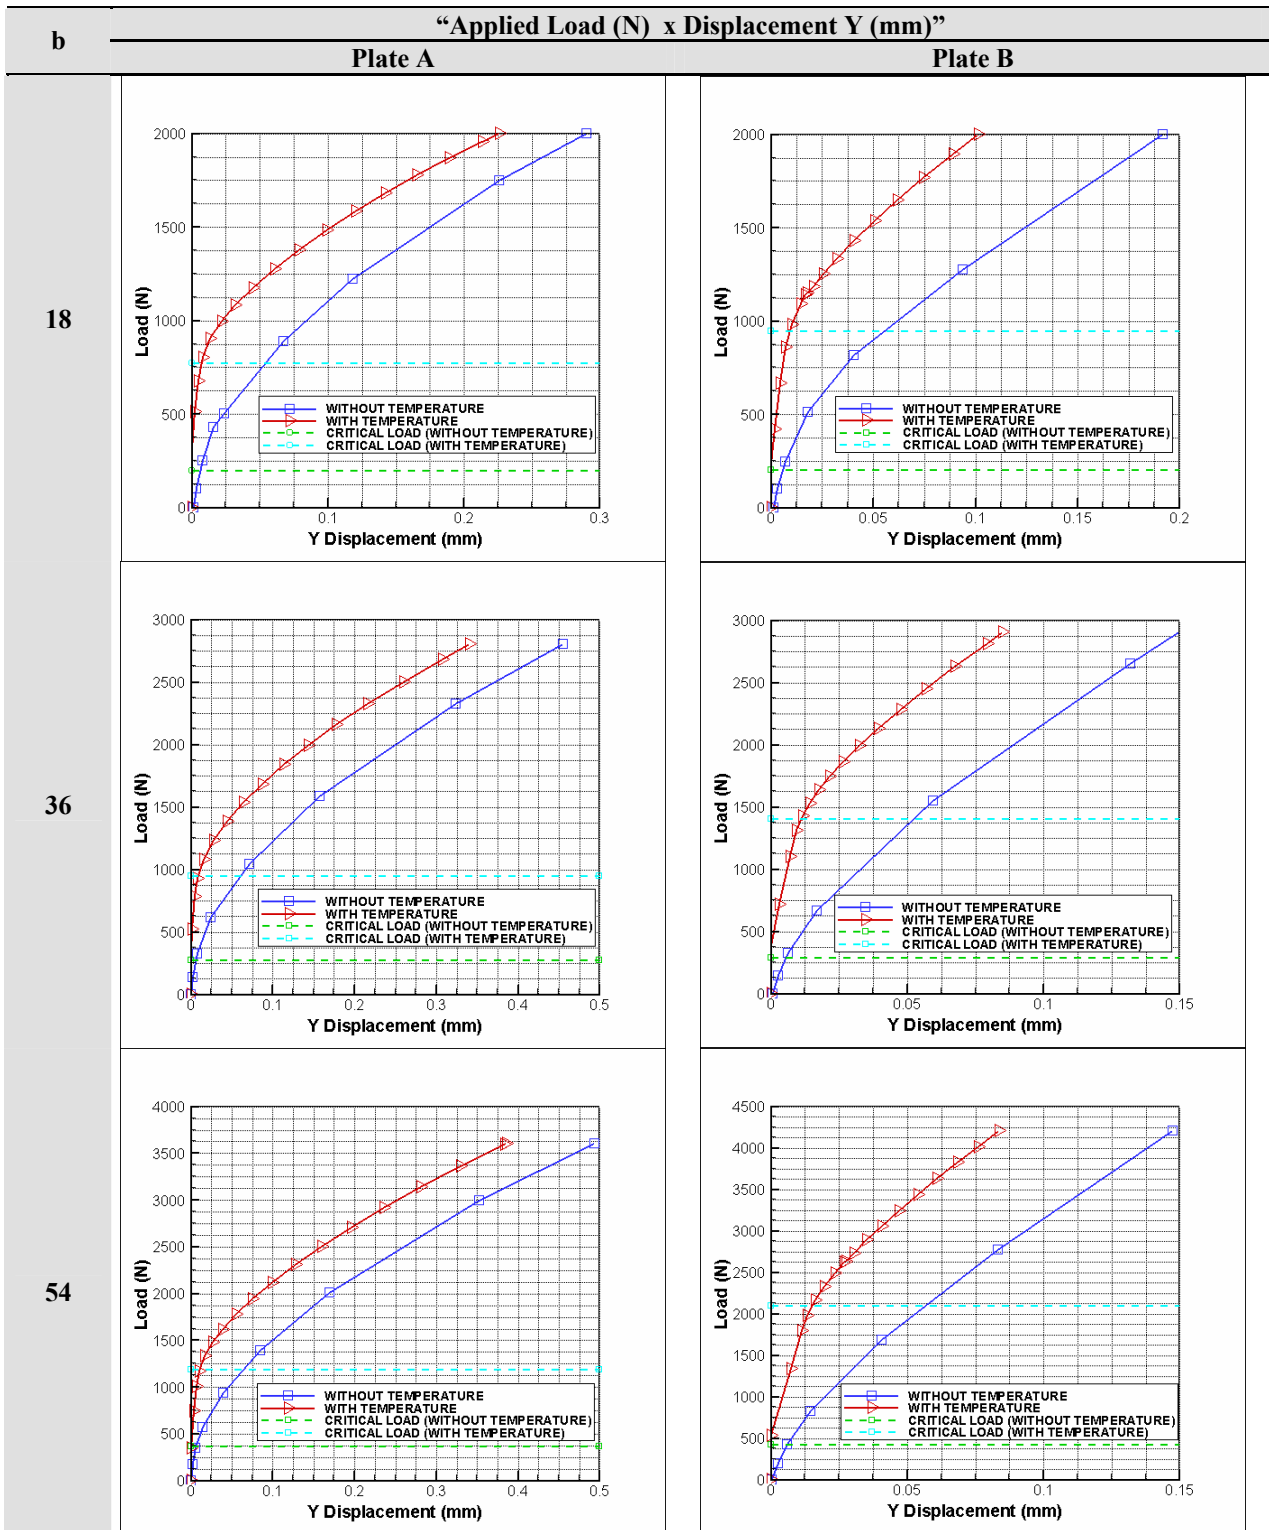 b
“Applied Load (N) x Displacement Y (mm)”
Plate A
Plate B
18
2000
1500
1000
500
0
Load (N)
0
0.1
0.2
0.3
Y Displacement (mm)
WITHOUT TEMPERATURE
WITH TEMPERATURE
CRITICAL LOAD (WITHOUT TEMPERATURE)
CRITICAL LOAD (WITH TEMPERATURE)
2000
1500
1000
500
0
Load (N)
0
0.05
0.1
0.15
0.2
Y Displacement (mm)
WITHOUT TEMPERATURE
WITH TEMPERATURE
CRITICAL LOAD (WITHOUT TEMPERATURE)
CRITICAL LOAD (WITH TEMPERATURE)
36
3000
2500
2000
1500
1000
500
0
Load (N)
0
0.1
0.2
0.3
0.4
0.5
Y Displacement (mm)
WITHOUT TEMPERATURE
WITH TEMPERATURE
CRITICAL LOAD (WITHOUT TEMPERATURE)
CRITICAL LOAD (WITH TEMPERATURE)
3000
2500
2000
1500
1000
500
0
Load (N)
0
0.05
0.1
0.15
Y Displacement (mm)
WITHOUT TEMPERATURE
WITH TEMPERATURE
CRITICAL LOAD (WITHOUT TEMPERATURE)
CRITICAL LOAD (WITH TEMPERATURE)
54
4000
3500
3000
2500
2000
1500
1000
500
0
Load (N)
0
0.1
0.2
0.3
0.4
0.5
Y Displacement (mm)
WITHOUT TEMPERATURE
WITH TEMPERATURE
CRITICAL LOAD (WITHOUT TEMPERATURE)
CRITICAL LOAD (WITH TEMPERATURE)
4500
4000
3500
3000
2500
2000
1500
1000
500
0
Load (N)
0
0.05
0.1
0.15
Y Displacement (mm)
WITHOUT TEMPERATURE
WITH TEMPERATURE
CRITICAL LOAD (WITHOUT TEMPERATURE)
CRITICAL LOAD (WITH TEMPERATURE)